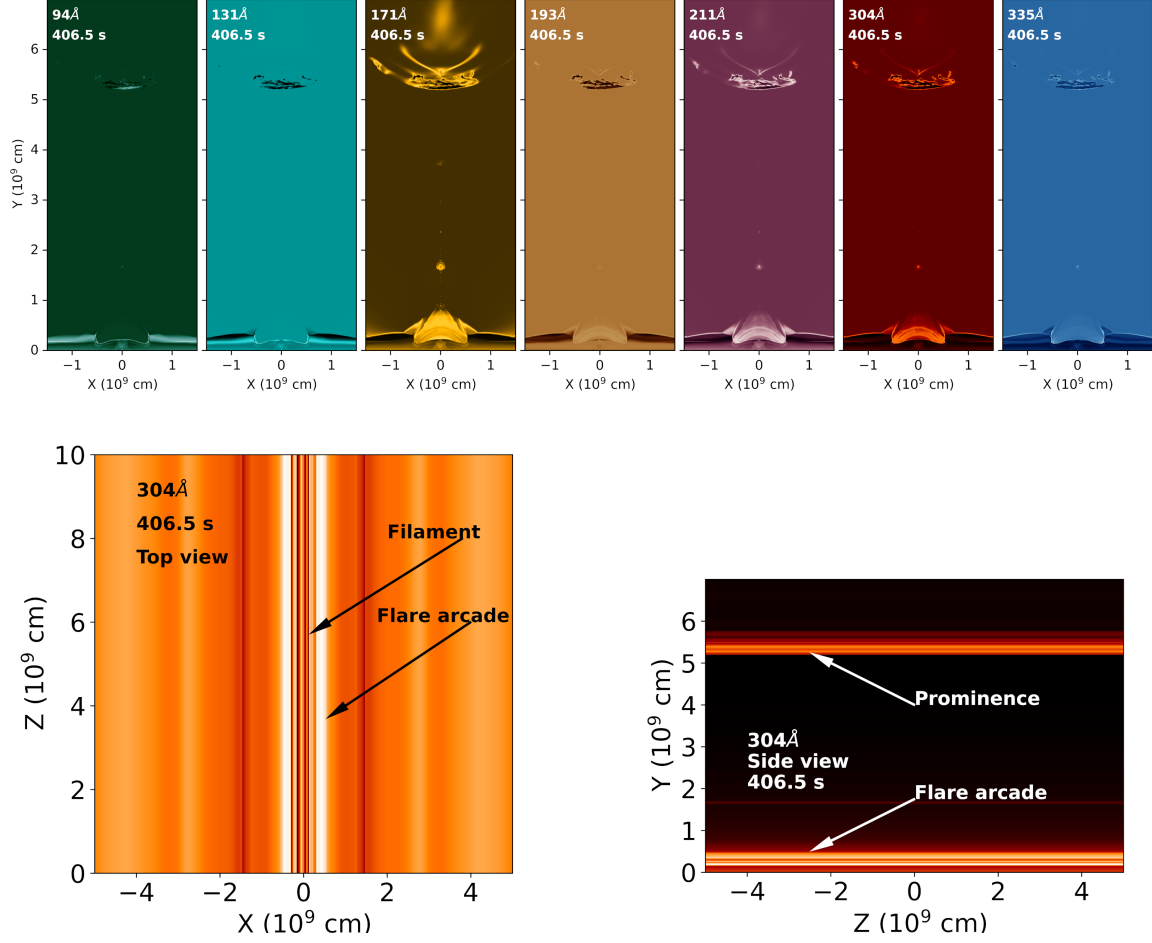 94Å 131Å 171Å 193Å 211Å 304Å 335Å
406.5 s 406.5 s 406.5 s 406.5 s 406.5 s 406.5 s 406.5 s
6
5
4
3
2
1
0
Y (10⁹ cm)
−1 0 1 −1 0 1 −1 0 1 −1 0 1 −1 0 1 −1 0 1 −1 0 1
X (10⁹ cm) X (10⁹ cm) X (10⁹ cm) X (10⁹ cm) X (10⁹ cm) X (10⁹ cm) X (10⁹ cm)
10
8
6
4
2
0
Z (10⁹ cm)
304Å
406.5 s
Top view
Filament
Flare arcade
−4 −2 0 2 4
X (10⁹ cm)
6
5
4
3
2
1
0
Y (10⁹ cm)
Prominence
304Å
Side view
406.5 s
Flare arcade
−4 −2 0 2 4
Z (10⁹ cm)